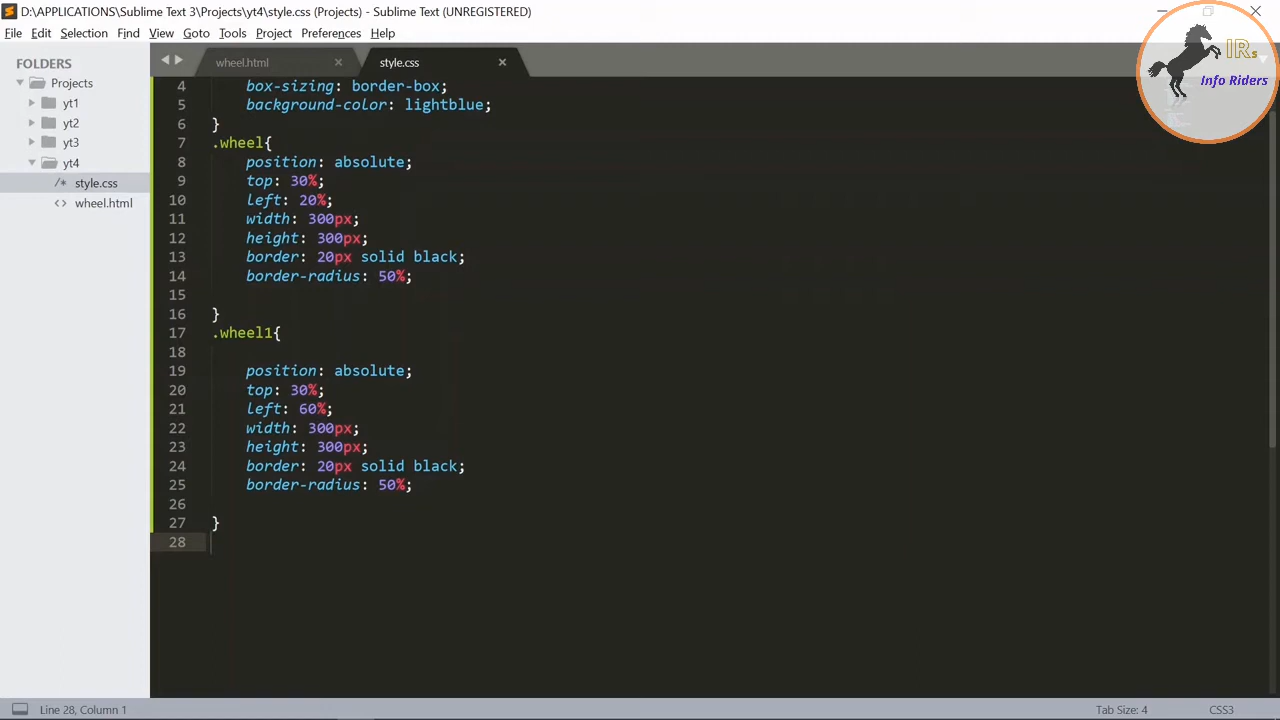 D:\APPLICATIONS\Sublime Text 3\Projects\yt4\style.css (Projects) - Sublime Text (UNREGISTERED)
File Edit Selection Find View Goto Tools Project Preferences Help
IRs
Info Riders
FOLDERS
Projects
yt1
yt2
yt3
yt4
/* style.css
<> wheel.html
wheel.html ×
style.css ×
4 box-sizing: border-box;
5 background-color: lightblue;
6 }
7 .wheel{
8 position: absolute;
9 top: 30%;
10 left: 20%;
11 width: 300px;
12 height: 300px;
13 border: 20px solid black;
14 border-radius: 50%;
15
16 }
17 .wheel1{
18
19 position: absolute;
20 top: 30%;
21 left: 60%;
22 width: 300px;
23 height: 300px;
24 border: 20px solid black;
25 border-radius: 50%;
26
27 }
28
Line 28, Column 1
Tab Size: 4
CSS3